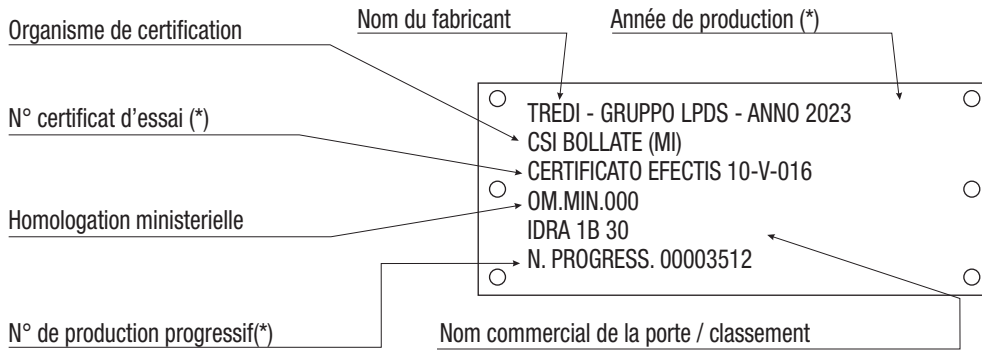 Organisme de certification
Nom du fabricant
Année de production (*)
N° certificat d'essai (*)
Homologation ministerielle
N° de production progressif(*)
Nom commercial de la porte / classement
TREDI - GRUPPO LPDS - ANNO 2023
CSI BOLLATE (MI)
CERTIFICATO EFECTIS 10-V-016
OM.MIN.000
IDRA 1B 30
N. PROGRESS. 00003512